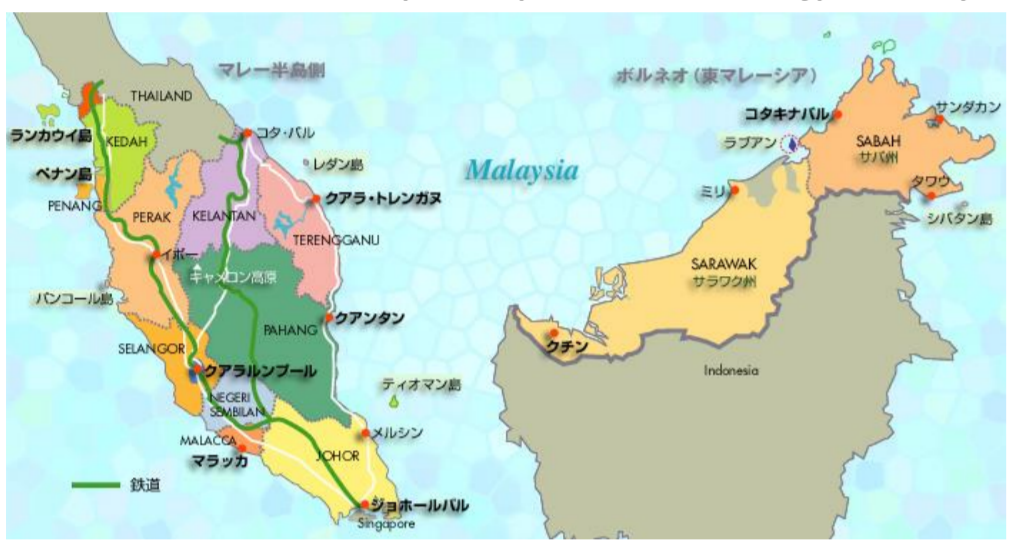 マレー半島側
ボルネオ（東マレーシア）
THAILAND
コタキナバル
サンダカン
ランカウイ島
KEDAH
コタ・バル
ラブアン
SABAH
サバ州
レダン島
ペナン島
Malaysia
タワウ
ミリ
クアラ・トレンガヌ
PENANG
PERAK
KELANTAN
シパタン島
TERENGGANU
イポー
SARAWAK
サラワク州
キャメロン高原
パンコール島
クアンタン
PAHANG
クチン
SELANGOR
クアラルンプール
Indonesia
ティオマン島
NEGERI
SEMBILAN
メルシン
MALACCA
マラッカ
JOHOR
鉄道
ジョホールバル
Singapore